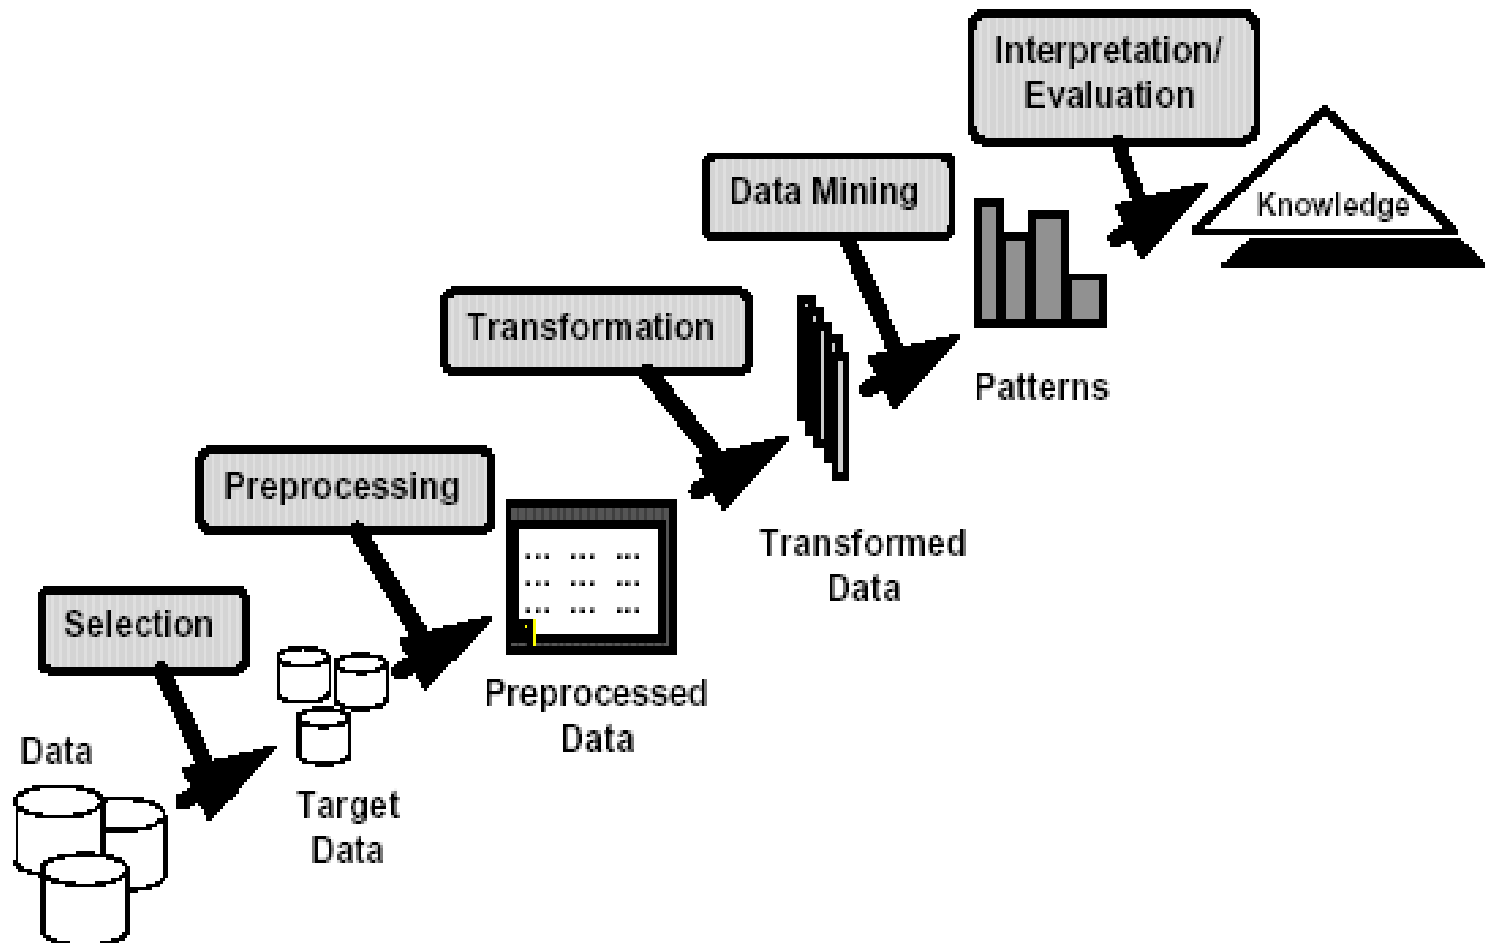 Interpretation/
Evaluation
Knowledge
Data Mining
Patterns
Transformation
Transformed
Data
Preprocessing
Preprocessed
Data
Selection
Target
Data
Data